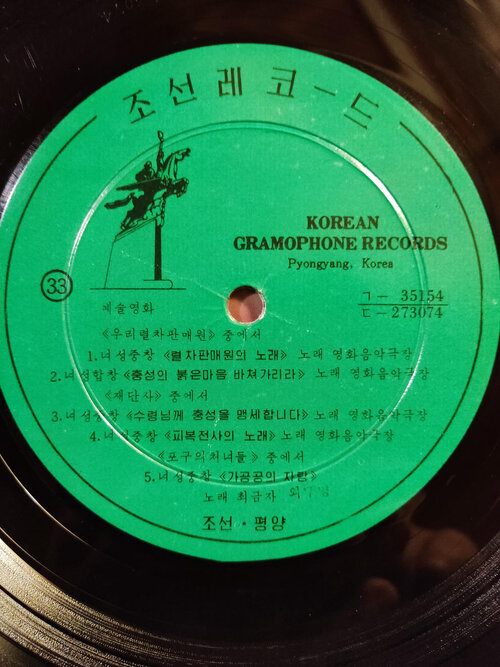 조선레코-드
KOREAN
GRAMOPHONE RECORDS
Pyongyang, Korea
ㄱ- 35154
ㄷ-273074
33
예술영화
《우리렬차판매원》 중에서
1. 녀성중창 《렬차판매원의 노래》 노래 영화음악극장
2. 녀성합창 《충성의 붉은마음 바쳐가리라》 노래 영화음악극장
《재단사》 중에서
3. 녀성중창 《수령님께 충성을 맹세합니다》 노래 영화음악극장
4. 녀성중창 《피복전사의 노래》 노래 영화음악극장
《포구의처녀들》 중에서
5. 녀성중창 《가공공의 자랑》
노래 최금자
조선·평양